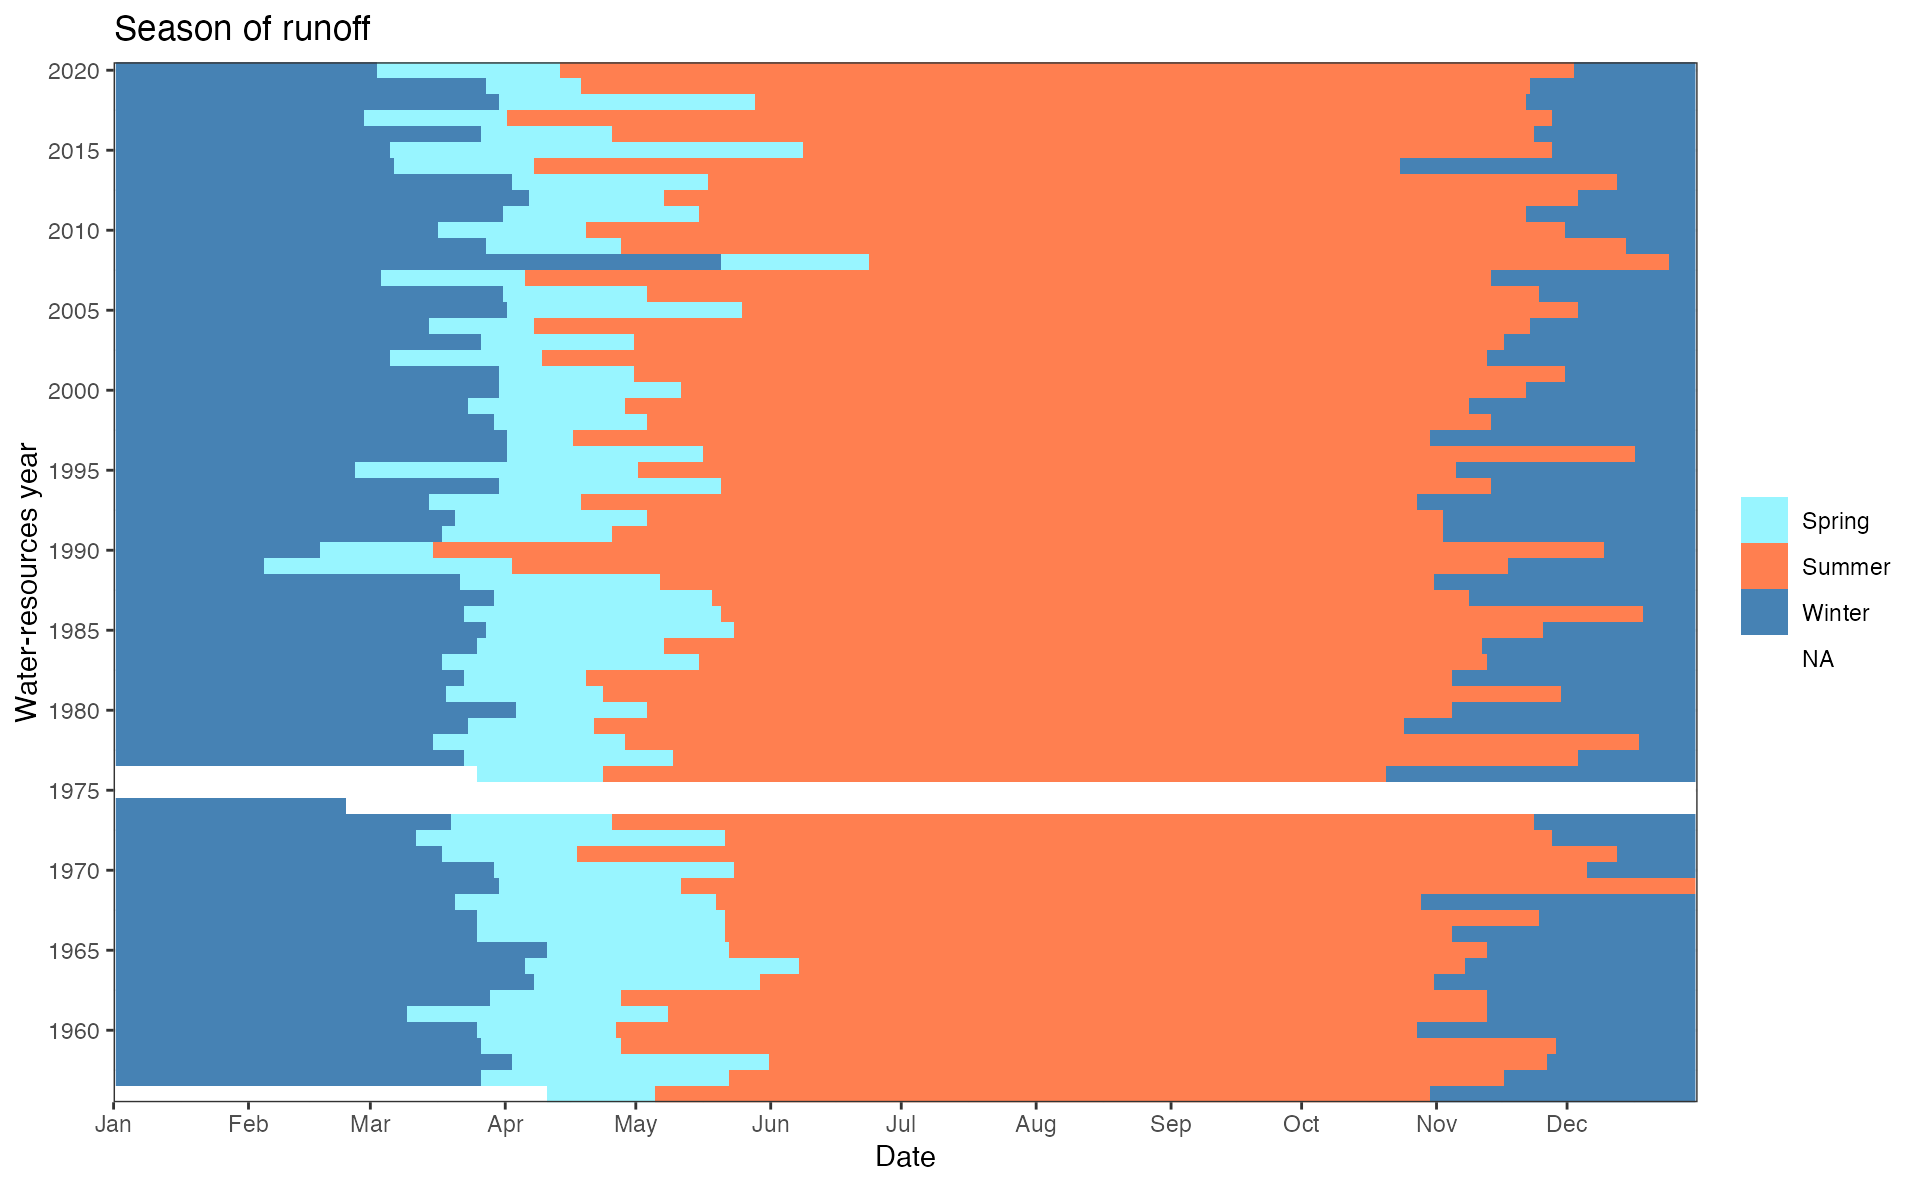 Season of runoff
Water-resources year
2020
2015
2010
2005
2000
1995
1990
1985
1980
1975
1970
1965
1960
Jan Feb Mar Apr May Jun Jul Aug Sep Oct Nov Dec
Date
Spring
Summer
Winter
NA